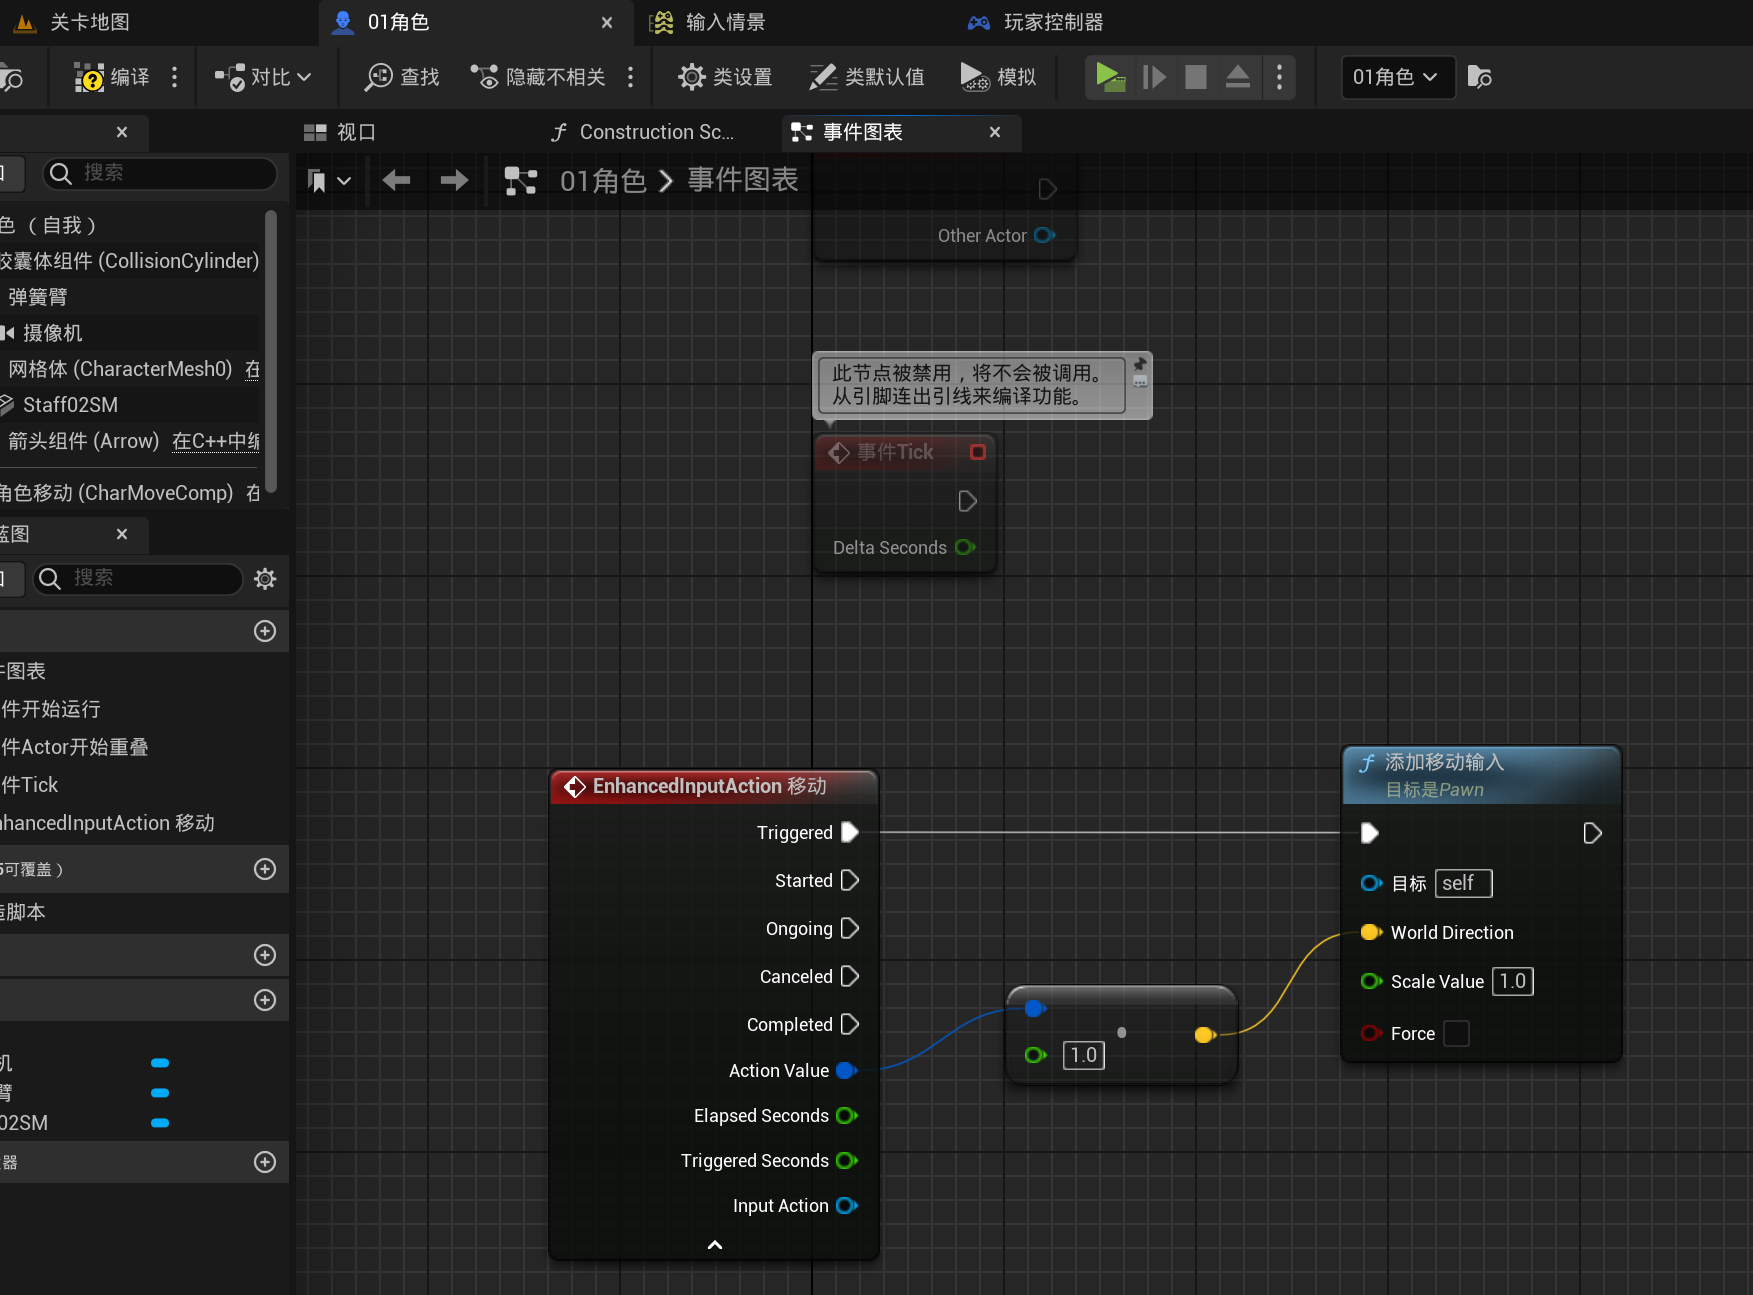 关卡地图
01角色
输入情景
玩家控制器
编译
对比
查找
隐藏不相关
类设置
类默认值
模拟
01角色
视口
Construction Sc...
事件图表
搜索
01角色
事件图表
色（自我）
胶囊体组件 (CollisionCylinder)
弹簧臂
摄像机
网格体 (CharacterMesh0) 在
Staff02SM
箭头组件 (Arrow) 在C++中编
角色移动 (CharMoveComp) 在
蓝图
搜索
图表
件开始运行
件Actor开始重叠
件Tick
nhancedInputAction 移动
可覆盖）
脚本
机
臂
02SM
器
Other Actor
此节点被禁用，将不会被调用。
从引脚连出引线来编译功能。
事件Tick
Delta Seconds
EnhancedInputAction 移动
Triggered
Started
Ongoing
Canceled
Completed
Action Value
Elapsed Seconds
Triggered Seconds
Input Action
1.0
添加移动输入
目标是Pawn
目标 self
World Direction
Scale Value 1.0
Force